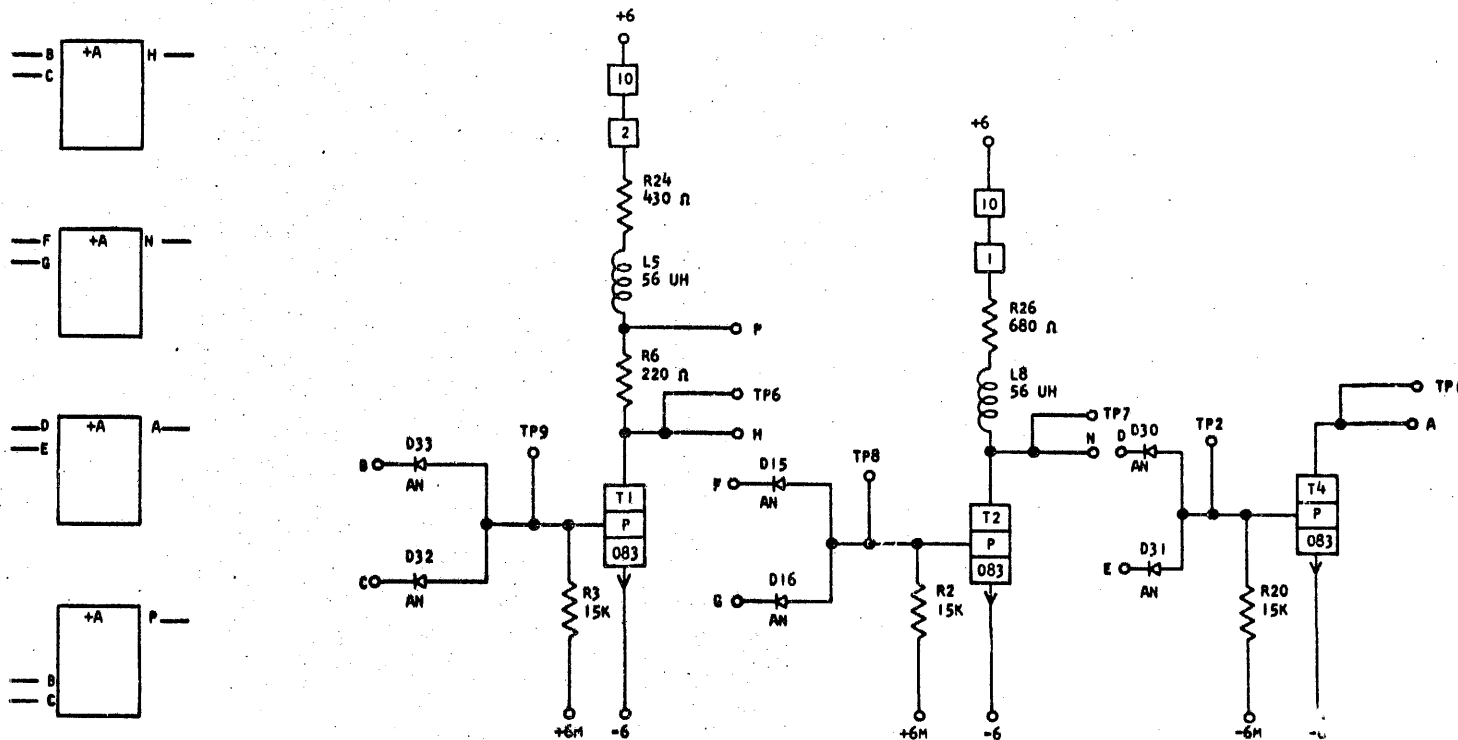 B +A H
C
F +A N
G
D +A A
E
+A P
B
C
+6
10
2
R24
430 Ω
L5
56 UH
P
R6
220 Ω
TP6
H
TP9
D33
B
AN
T1
P
083
D32
C
AN
R3
15K
+6M
-6
+6
10
1
R26
680 Ω
L8
56 UH
TP7
N
TP8
D15
F
AN
T2
P
083
D16
G
AN
R2
15K
+6M
-6
A
TP2
D30
D
AN
T4
P
083
D31
E
AN
R20
15K
-6M